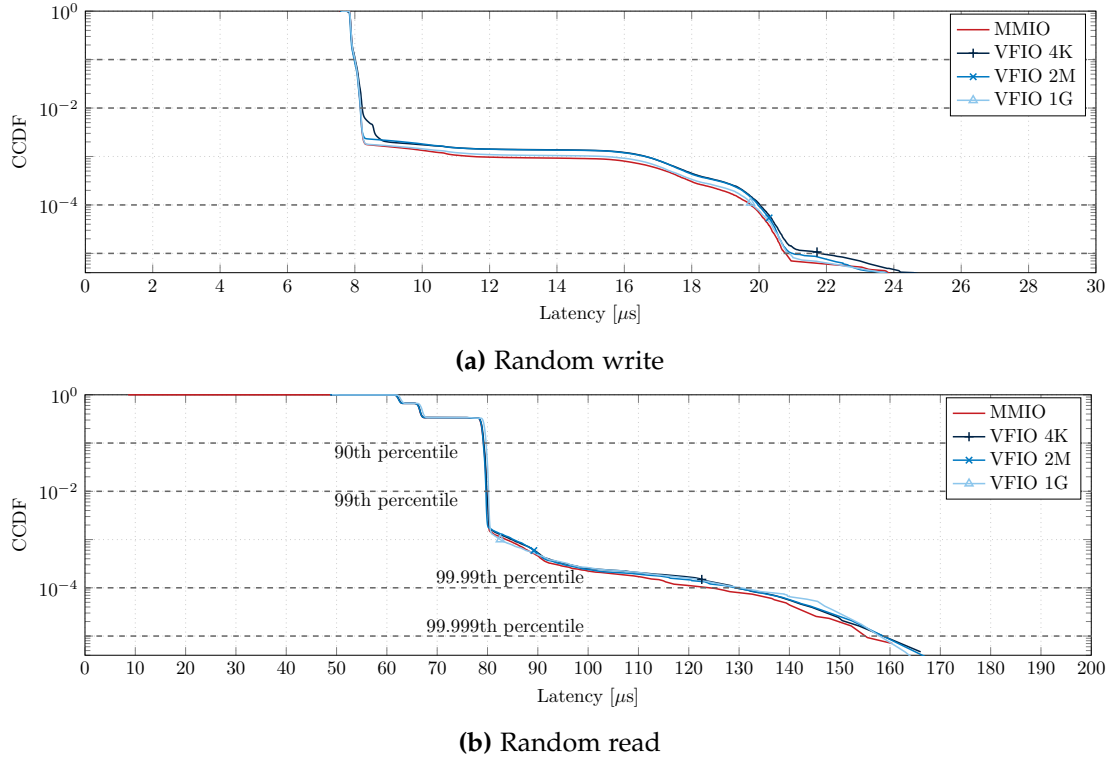 10^0
10^−2
10^−4
CCDF
MMIO
VFIO 4K
VFIO 2M
VFIO 1G
0 2 4 6 8 10 12 14 16 18 20 22 24 26 28 30
Latency [μs]
(a) Random write
10^0
10^−2
10^−4
CCDF
MMIO
VFIO 4K
VFIO 2M
VFIO 1G
90th percentile
99th percentile
99.99th percentile
99.999th percentile
0 10 20 30 40 50 60 70 80 90 100 110 120 130 140 150 160 170 180 190 200
Latency [μs]
(b) Random read